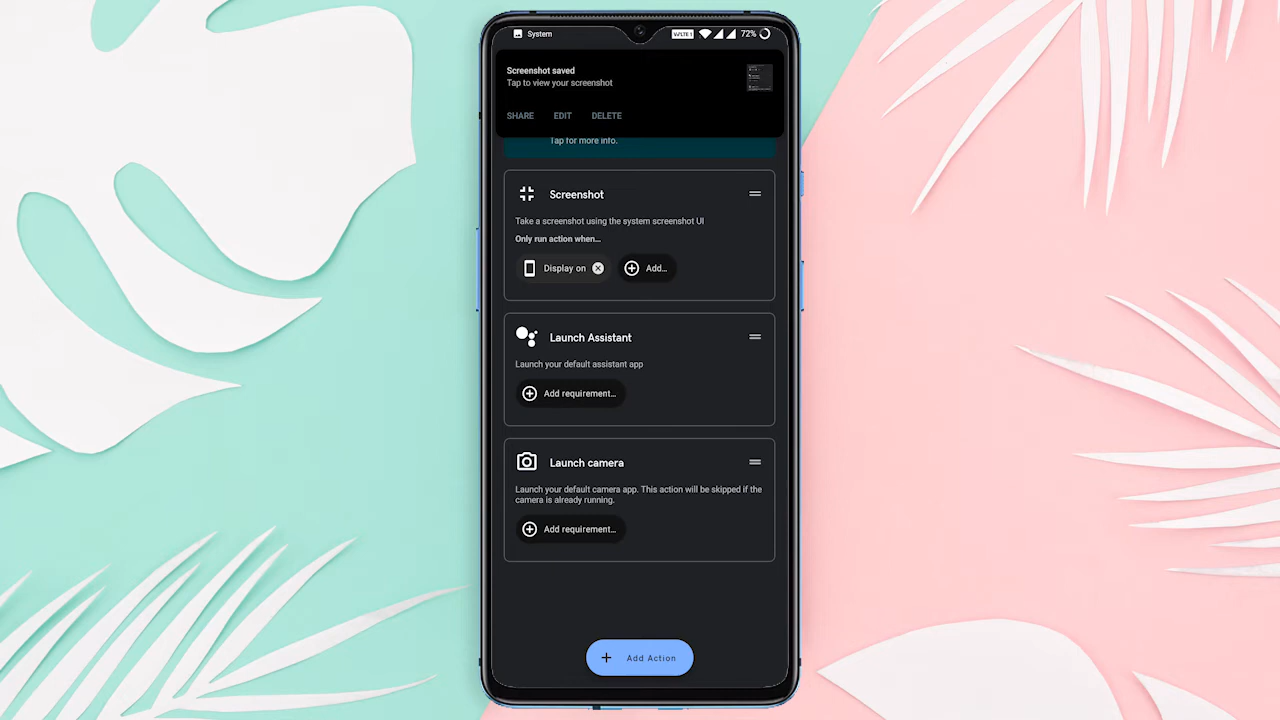 System VoLTE1 72%
Screenshot saved
Tap to view your screenshot
SHARE EDIT DELETE
Tap for more info.
Screenshot
Take a screenshot using the system screenshot UI
Only run action when...
Display on Add...
Launch Assistant
Launch your default assistant app
Add requirement...
Launch camera
Launch your default camera app. This action will be skipped if the
camera is already running.
Add requirement...
+ Add Action